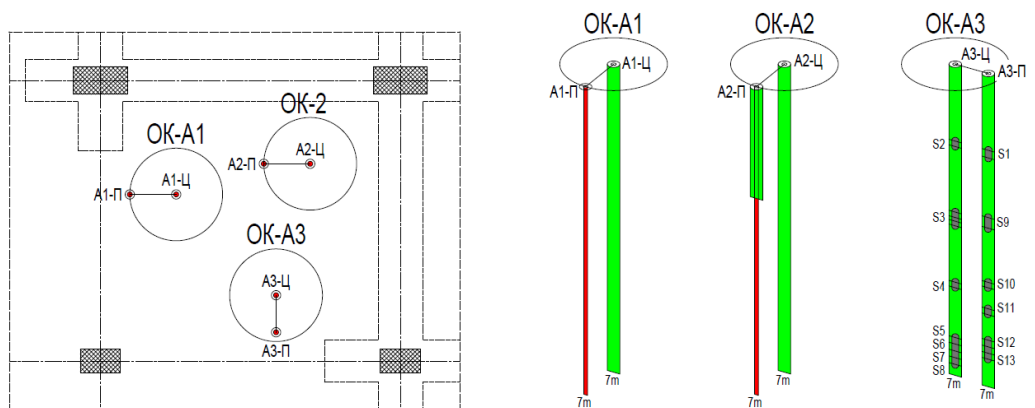 ОК-А1
А1-П
А1-Ц
ОК-2
А2-П
А2-Ц
ОК-А3
А3-Ц
А3-П
ОК-А1
А1-Ц
А1-П
7m
ОК-А2
А2-Ц
А2-П
7m
ОК-А3
А3-Ц
А3-П
S2
S1
S3
S9
S4
S10
S11
S5
S6
S12
S7
S13
S8
7m
7m